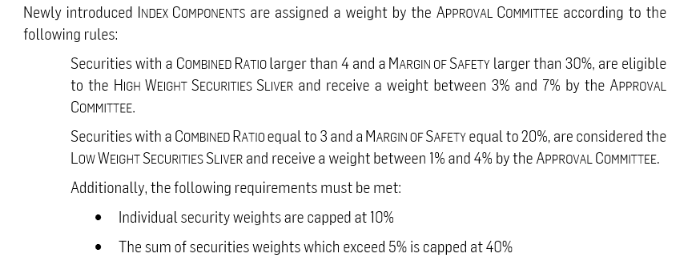 Newly introduced INDEX COMPONENTS are assigned a weight by the APPROVAL COMMITTEE according to the
following rules:
Securities with a COMBINED RATIO larger than 4 and a MARGIN OF SAFETY larger than 30%, are eligible
to the HIGH WEIGHT SECURITIES SLIVER and receive a weight between 3% and 7% by the APPROVAL
COMMITTEE.
Securities with a COMBINED RATIO equal to 3 and a MARGIN OF SAFETY equal to 20%, are considered the
LOW WEIGHT SECURITIES SLIVER and receive a weight between 1% and 4% by the APPROVAL COMMITTEE.
Additionally, the following requirements must be met:
• Individual security weights are capped at 10%
• The sum of securities weights which exceed 5% is capped at 40%